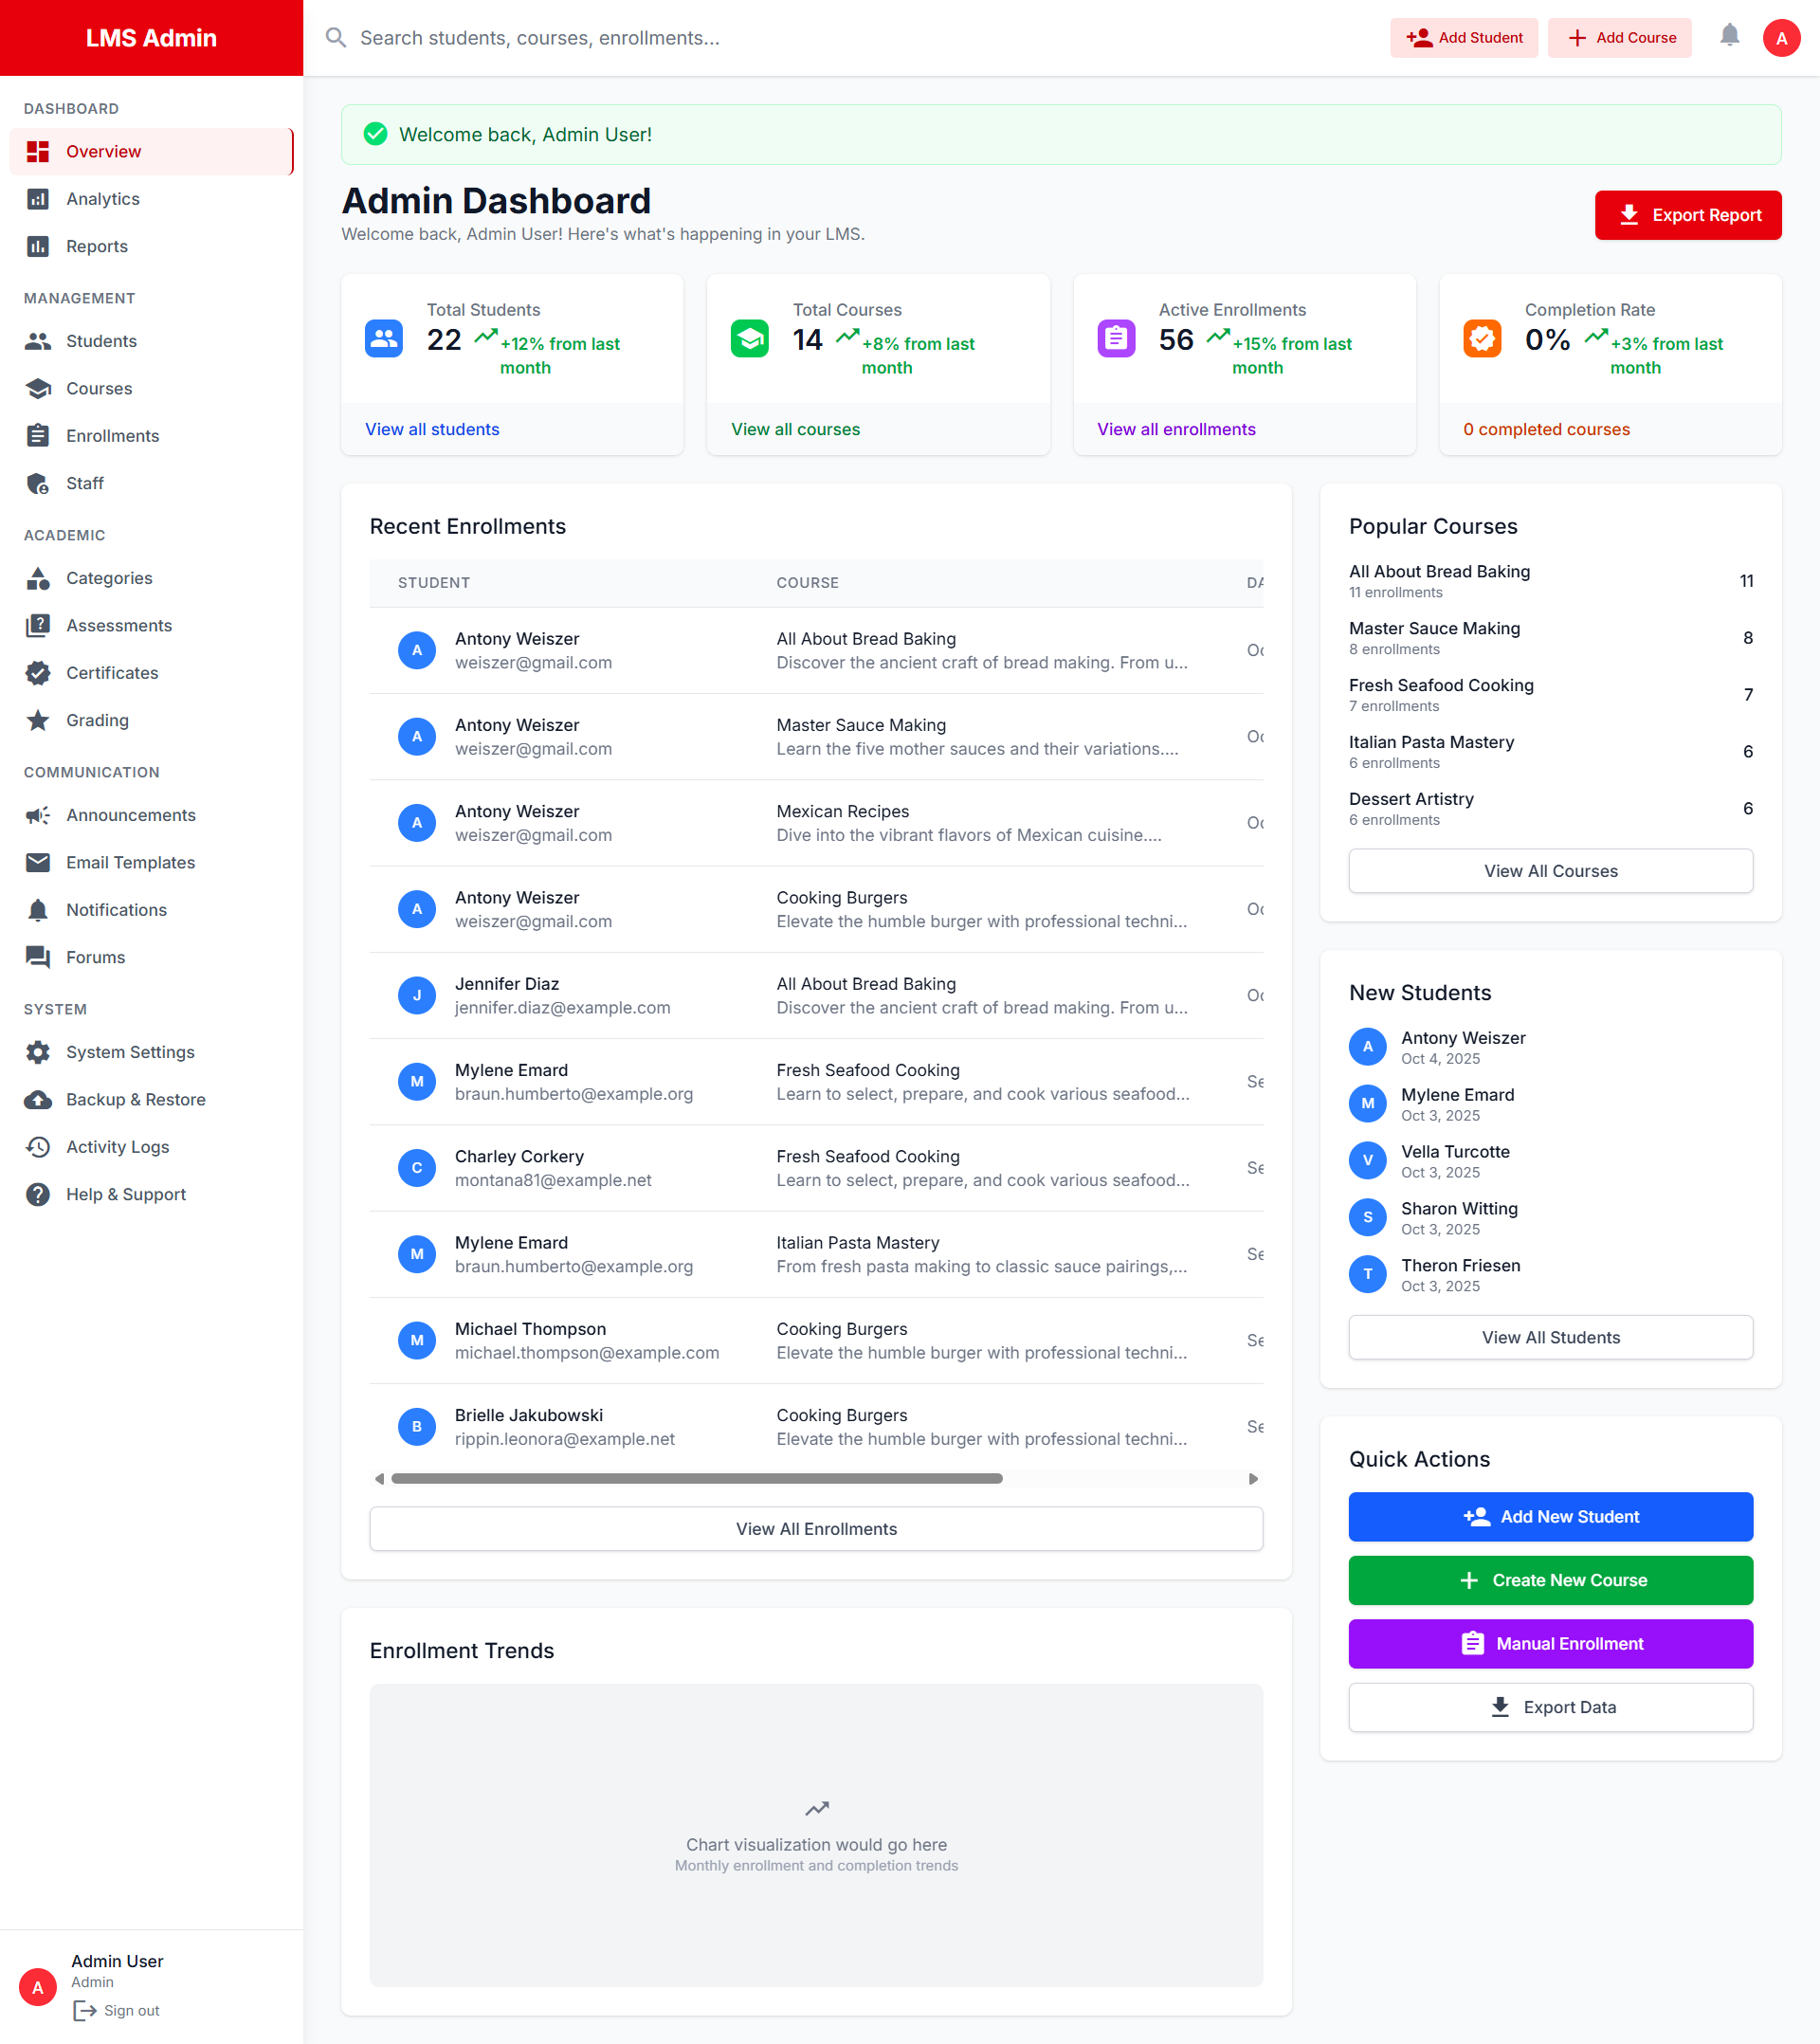 LMS Admin
Search students, courses, enrollments...
Add Student
Add Course
A
DASHBOARD
Overview
Analytics
Reports
MANAGEMENT
Students
Courses
Enrollments
Staff
ACADEMIC
Categories
Assessments
Certificates
Grading
COMMUNICATION
Announcements
Email Templates
Notifications
Forums
SYSTEM
System Settings
Backup & Restore
Activity Logs
Help & Support
A
Admin User
Admin
Sign out
Welcome back, Admin User!
Admin Dashboard
Welcome back, Admin User! Here's what's happening in your LMS.
Export Report
Total Students
22 +12% from last
month
View all students
Total Courses
14 +8% from last
month
View all courses
Active Enrollments
56 +15% from last
month
View all enrollments
Completion Rate
0% +3% from last
month
0 completed courses
Recent Enrollments
STUDENT COURSE DA
A Antony Weiszer All About Bread Baking Oc
weiszer@gmail.com Discover the ancient craft of bread making. From u...
A Antony Weiszer Master Sauce Making Oc
weiszer@gmail.com Learn the five mother sauces and their variations....
A Antony Weiszer Mexican Recipes Oc
weiszer@gmail.com Dive into the vibrant flavors of Mexican cuisine....
A Antony Weiszer Cooking Burgers Oc
weiszer@gmail.com Elevate the humble burger with professional techni...
J Jennifer Diaz All About Bread Baking Oc
jennifer.diaz@example.com Discover the ancient craft of bread making. From u...
M Mylene Emard Fresh Seafood Cooking Se
braun.humberto@example.org Learn to select, prepare, and cook various seafood...
C Charley Corkery Fresh Seafood Cooking Se
montana81@example.net Learn to select, prepare, and cook various seafood...
M Mylene Emard Italian Pasta Mastery Se
braun.humberto@example.org From fresh pasta making to classic sauce pairings,...
M Michael Thompson Cooking Burgers Se
michael.thompson@example.com Elevate the humble burger with professional techni...
B Brielle Jakubowski Cooking Burgers Se
rippin.leonora@example.net Elevate the humble burger with professional techni...
View All Enrollments
Enrollment Trends
Chart visualization would go here
Monthly enrollment and completion trends
Popular Courses
All About Bread Baking 11
11 enrollments
Master Sauce Making 8
8 enrollments
Fresh Seafood Cooking 7
7 enrollments
Italian Pasta Mastery 6
6 enrollments
Dessert Artistry 6
6 enrollments
View All Courses
New Students
A Antony Weiszer
Oct 4, 2025
M Mylene Emard
Oct 3, 2025
V Vella Turcotte
Oct 3, 2025
S Sharon Witting
Oct 3, 2025
T Theron Friesen
Oct 3, 2025
View All Students
Quick Actions
Add New Student
Create New Course
Manual Enrollment
Export Data